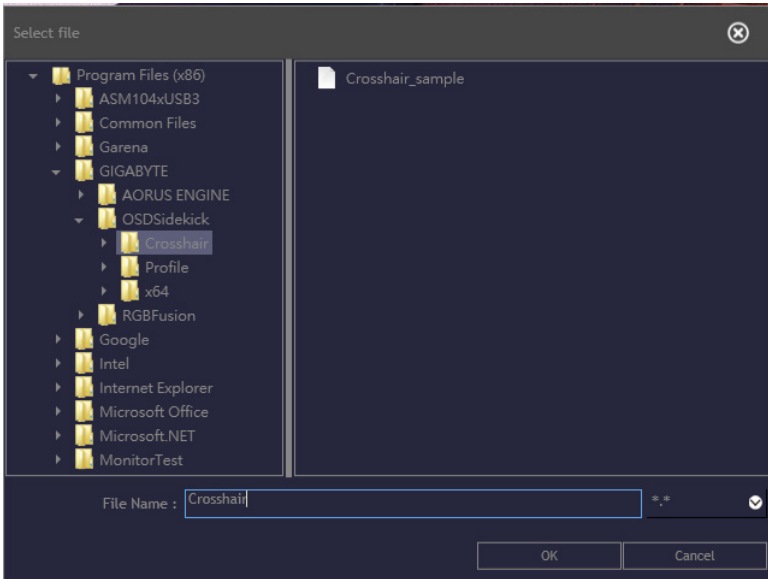 Select file
Program Files (x86)
ASM104xUSB3
Common Files
Garena
GIGABYTE
AORUS ENGINE
OSDSidekick
Crosshair
Profile
x64
RGBFusion
Google
Intel
Internet Explorer
Microsoft Office
Microsoft.NET
MonitorTest
Crosshair_sample
File Name : Crosshair *.*
OK Cancel